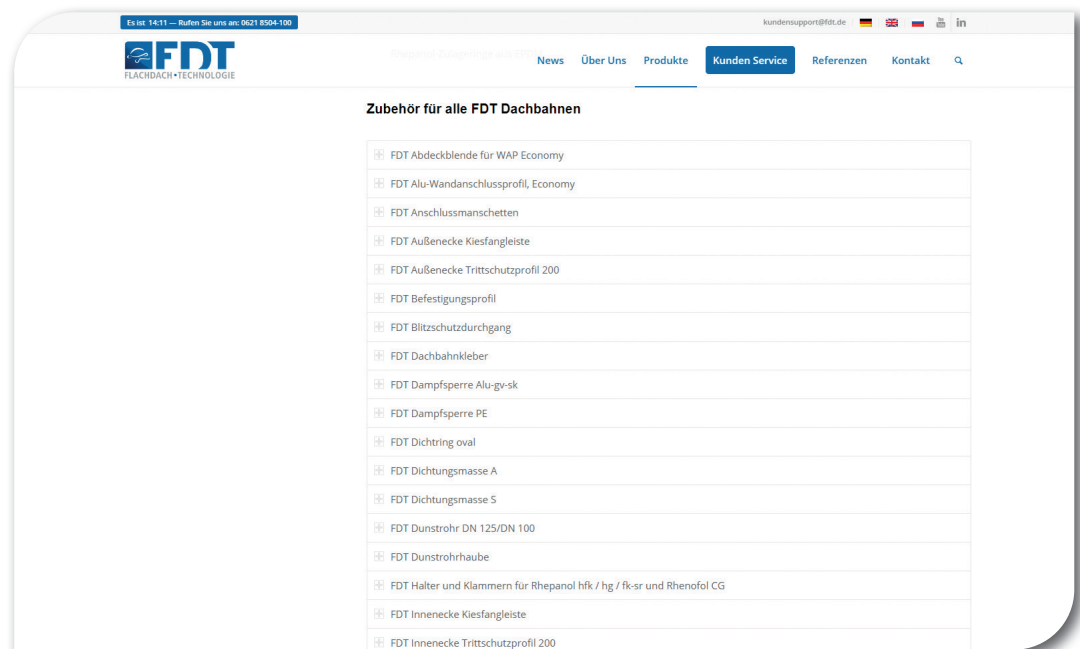 Es ist 14:11 — Rufen Sie uns an: 0621 8504-100
kundensupport@fdt.de
You
Tube
in
FDT
FLACHDACH•TECHNOLOGIE
News Über Uns Produkte Kunden Service Referenzen Kontakt
Zubehör für alle FDT Dachbahnen
FDT Abdeckblende für WAP Economy
FDT Alu-Wandanschlussprofil, Economy
FDT Anschlussmanschetten
FDT Außenecke Kiesfangleiste
FDT Außenecke Trittschutzprofil 200
FDT Befestigungsprofil
FDT Blitzschutzdurchgang
FDT Dachbahnkleber
FDT Dampfsperre Alu-gv-sk
FDT Dampfsperre PE
FDT Dichtring oval
FDT Dichtungsmasse A
FDT Dichtungsmasse S
FDT Dunstrohr DN 125/DN 100
FDT Dunstrohrhaube
FDT Halter und Klammern für Rhepanol hfk / hg / fk-sr und Rhenofol CG
FDT Innenecke Kiesfangleiste
FDT Innenecke Trittschutzprofil 200